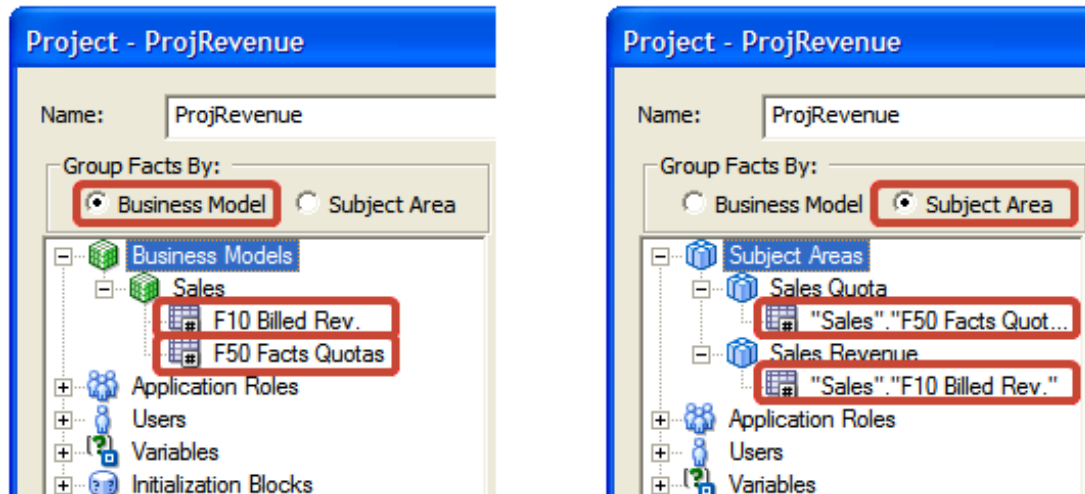 Project - ProjRevenue
Name: ProjRevenue
Group Facts By:
Business Model Subject Area
Business Models
Sales
F10 Billed Rev.
F50 Facts Quotas
Application Roles
Users
Variables
Initialization Blocks
Project - ProjRevenue
Name: ProjRevenue
Group Facts By:
Business Model Subject Area
Subject Areas
Sales Quota
"Sales"."F50 Facts Quot...
Sales Revenue
"Sales"."F10 Billed Rev."
Application Roles
Users
Variables